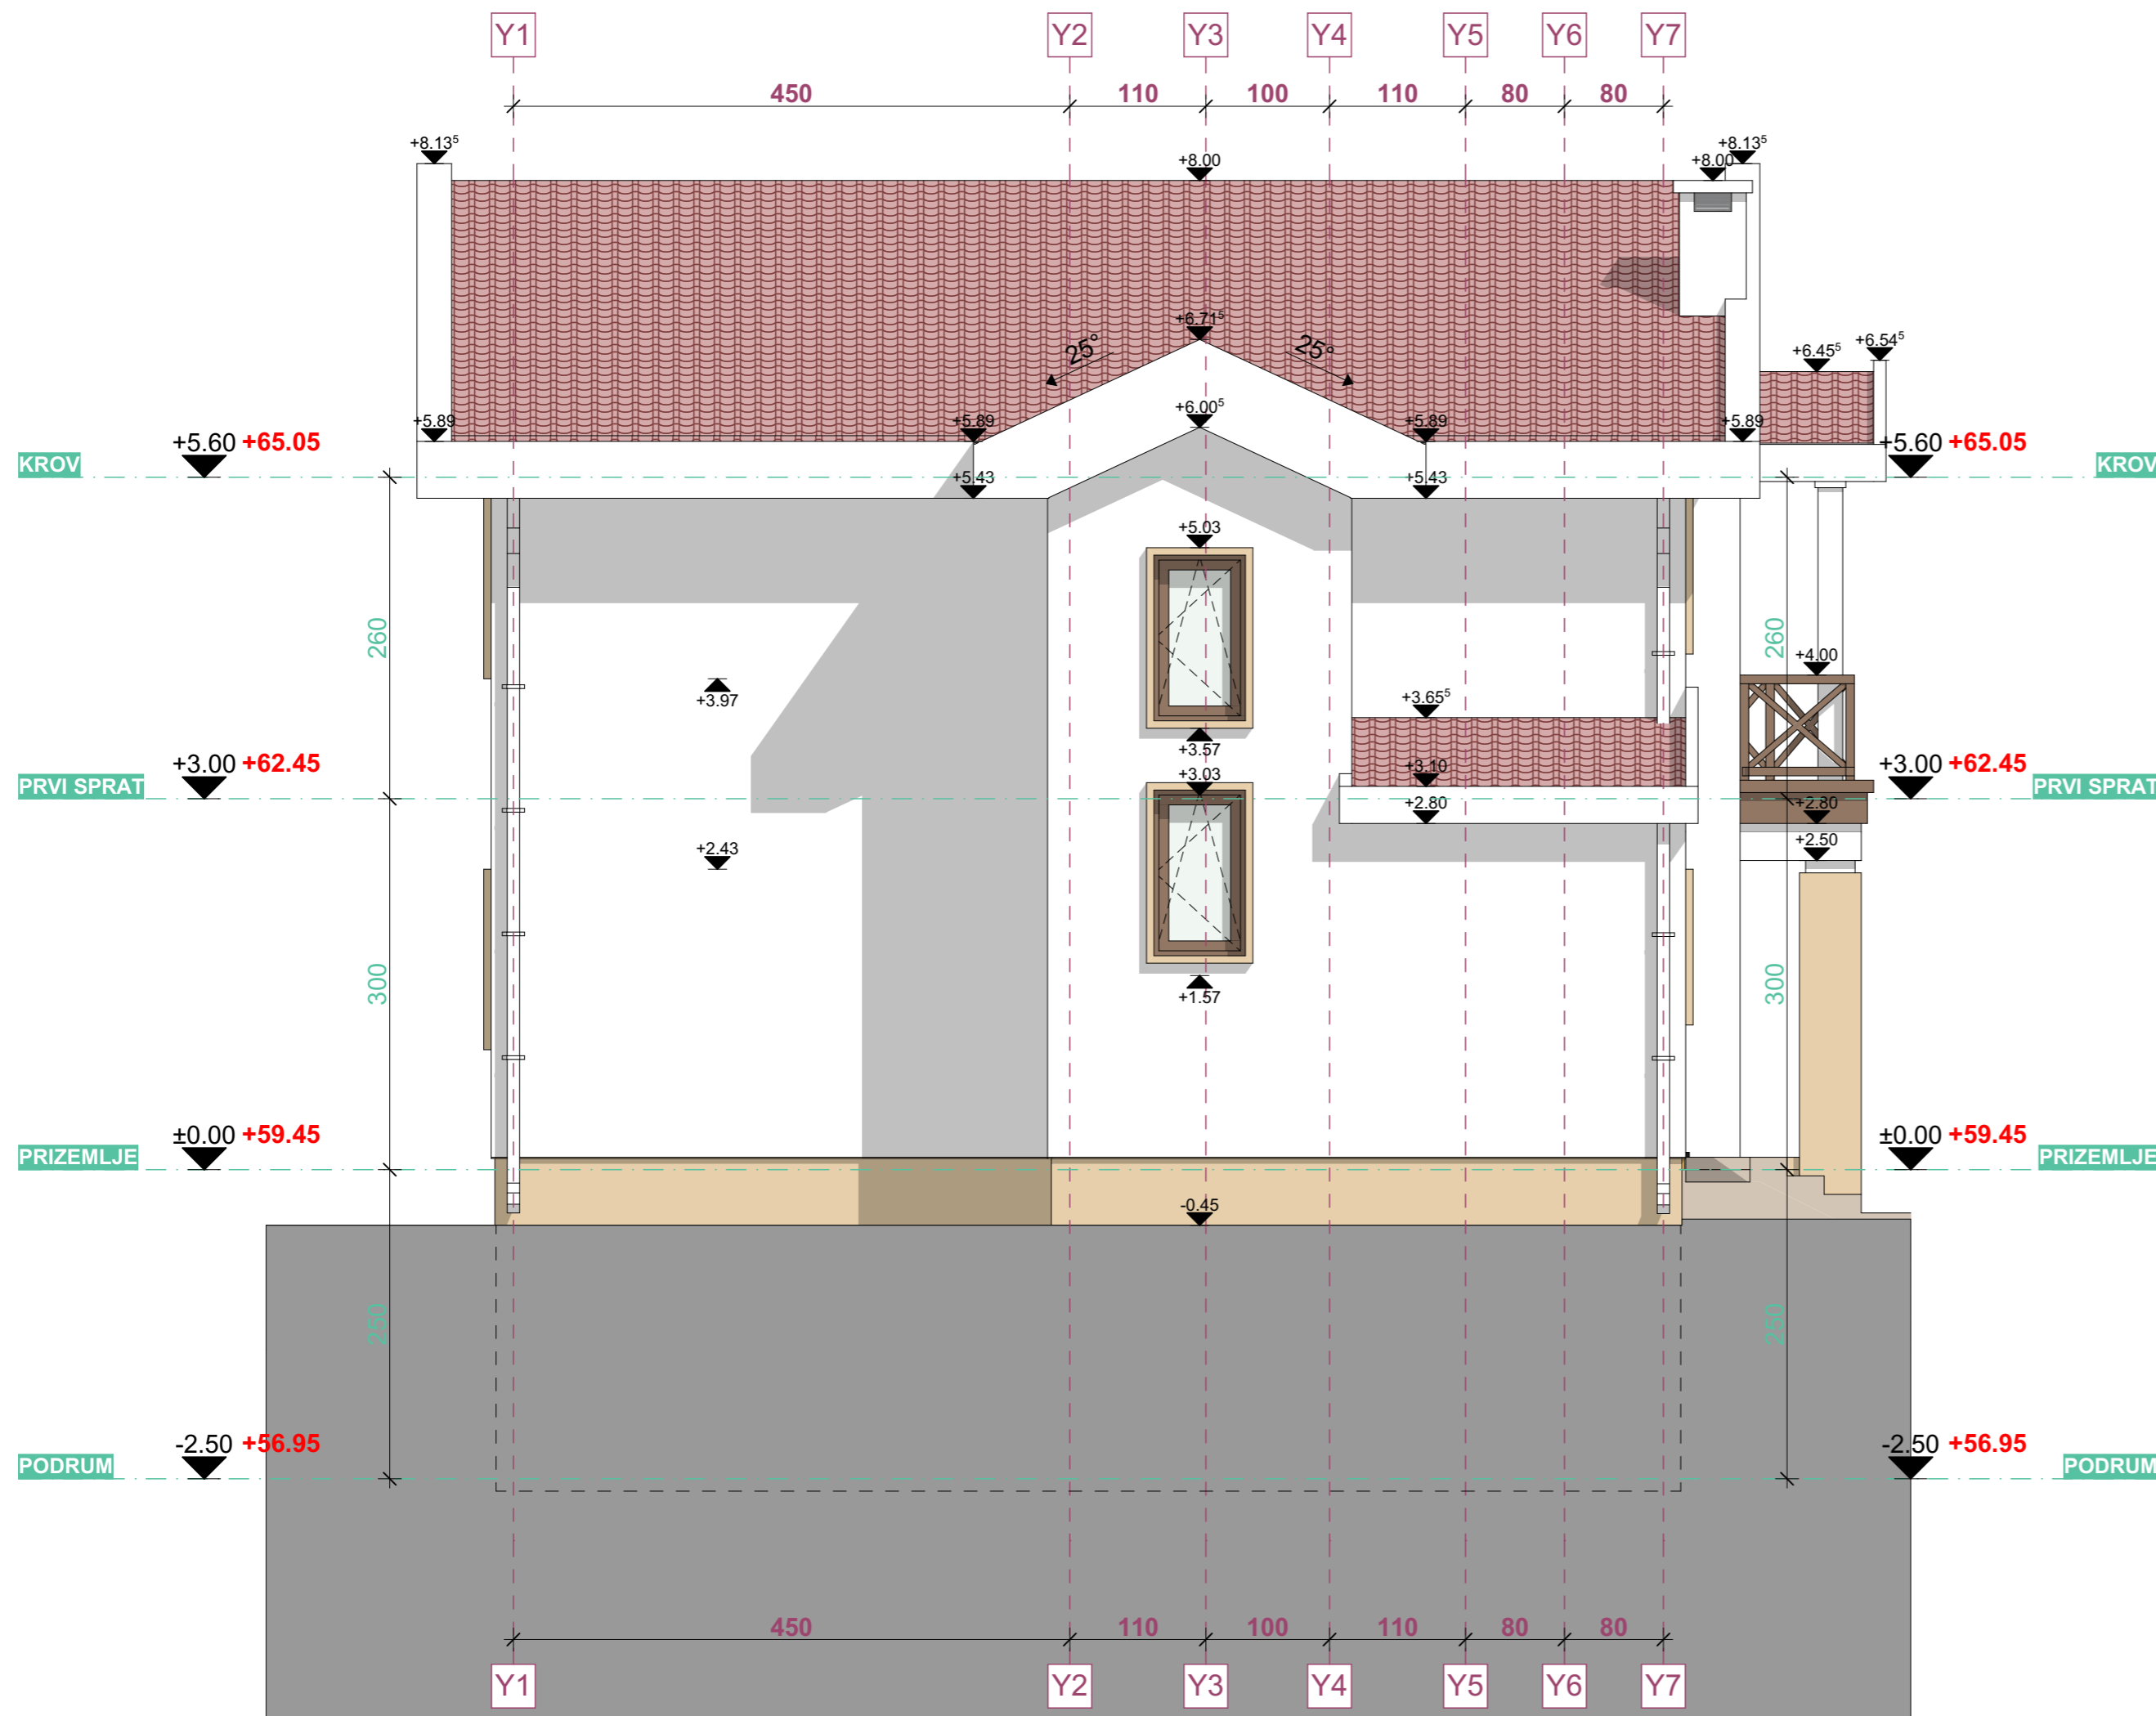 Y1 Y2 Y3 Y4 Y5 Y6 Y7
450 110 100 110 80 80
+8.13⁵ +8.00 +8.00 +8.13⁵
+6.71⁵
25° 25°
+6.45⁵ +6.54⁵
+5.89 +5.89 +6.00⁵ +5.89 +5.89
KROV +5.60 +65.05 +5.60 +65.05 KROV
+5.43 +5.43
+5.03
260 260
+4.00
+3.97 +3.65⁵
+3.57
PRVI SPRAT +3.00 +62.45 +3.03 +3.10 +3.00 +62.45 PRVI SPRAT
+2.80 +2.80
+2.43 +2.50
300 +1.57 300
PRIZEMLJE ±0.00 +59.45 ±0.00 +59.45 PRIZEMLJE
-0.45
250 250
PODRUM -2.50 +56.95 -2.50 +56.95 PODRUM
450 110 100 110 80 80
Y1 Y2 Y3 Y4 Y5 Y6 Y7